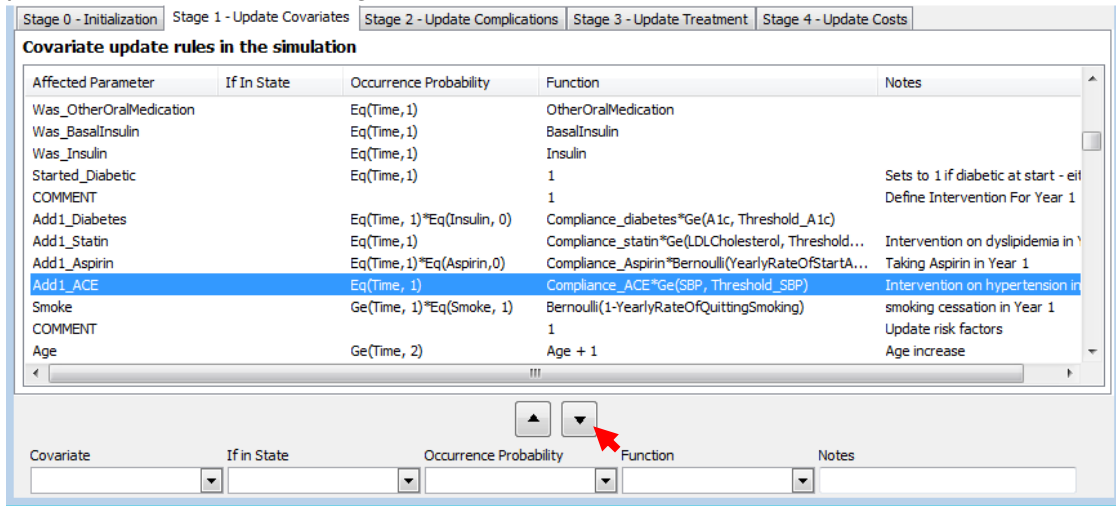 Stage 0 - Initialization Stage 1 - Update Covariates Stage 2 - Update Complications Stage 3 - Update Treatment Stage 4 - Update Costs
Covariate update rules in the simulation
Affected Parameter If In State Occurrence Probability Function Notes
Was_OtherOralMedication Eq(Time,1) OtherOralMedication
Was_BasalInsulin Eq(Time,1) BasalInsulin
Was_Insulin Eq(Time,1) Insulin
Started_Diabetic Eq(Time,1) 1 Sets to 1 if diabetic at start - eit
COMMENT 1 Define Intervention For Year 1
Add1_Diabetes Eq(Time, 1)*Eq(Insulin, 0) Compliance_diabetes*Ge(A1c, Threshold_A1c)
Add1_Statin Eq(Time, 1) Compliance_statin*Ge(LDLCholesterol, Threshold... Intervention on dyslipidemia in Y
Add1_Aspirin Eq(Time,1)*Eq(Aspirin,0) Compliance_Aspirin*Bernoulli(YearlyRateOfStartA... Taking Aspirin in Year 1
Add1_ACE Eq(Time, 1) Compliance_ACE*Ge(SBP, Threshold_SBP) Intervention on hypertension in
Smoke Ge(Time, 1)*Eq(Smoke, 1) Bernoulli(1-YearlyRateOfQuittingSmoking) smoking cessation in Year 1
COMMENT 1 Update risk factors
Age Ge(Time, 2) Age + 1 Age increase
Covariate If in State Occurrence Probability Function Notes